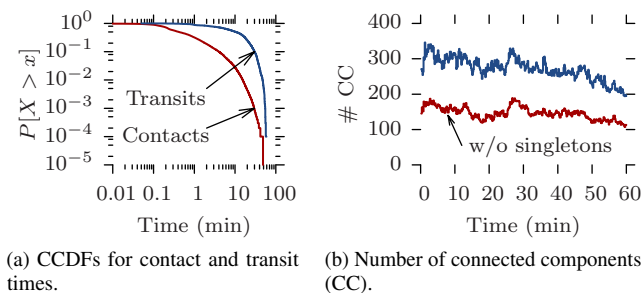 10^0
10^-1
10^-2
10^-3
10^-4
10^-5
P[X > x]
Transits
Contacts
0.01 0.1 1 10 100
Time (min)
400
300
200
100
0
# CC
w/o singletons
0 10 20 30 40 50 60
Time (min)
(a) CCDFs for contact and transit
times.
(b) Number of connected components
(CC).